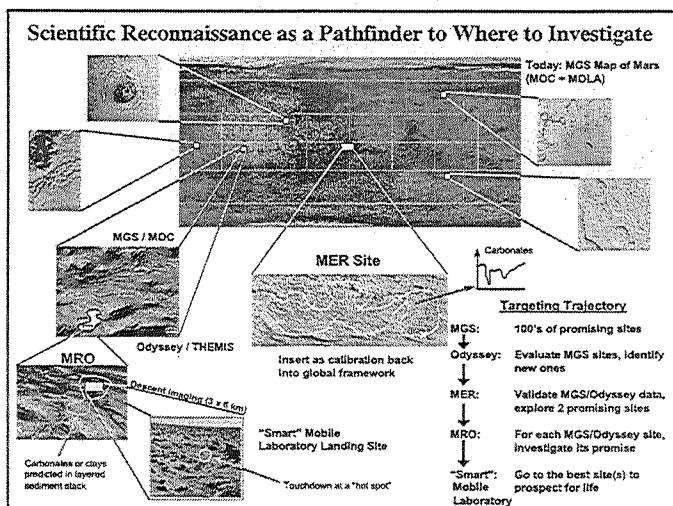 Scientific Reconnaissance as a Pathfinder to Where to Investigate
Today: MGS Map of Mars
(MOC + MOLA)
MGS / MOC
MER Site
Carbonates
Odyssey / THEMIS
Insert as calibration back
into global framework
MRO
Descent Imaging (3 x 6 km)
"Smart" Mobile
Laboratory Landing Site
Carbonates or clays
predicted in layered
sediment stack
Touchdown at a "hot spot"
Targeting Trajectory
MGS: 100's of promising sites
Odyssey: Evaluate MGS sites, identify
new ones
MER: Validate MGS/Odyssey data,
explore 2 promising sites
MRO: For each MGS/Odyssey site,
investigate its promise
"Smart": Go to the best site(s) to
Mobile prospect for life
Laboratory